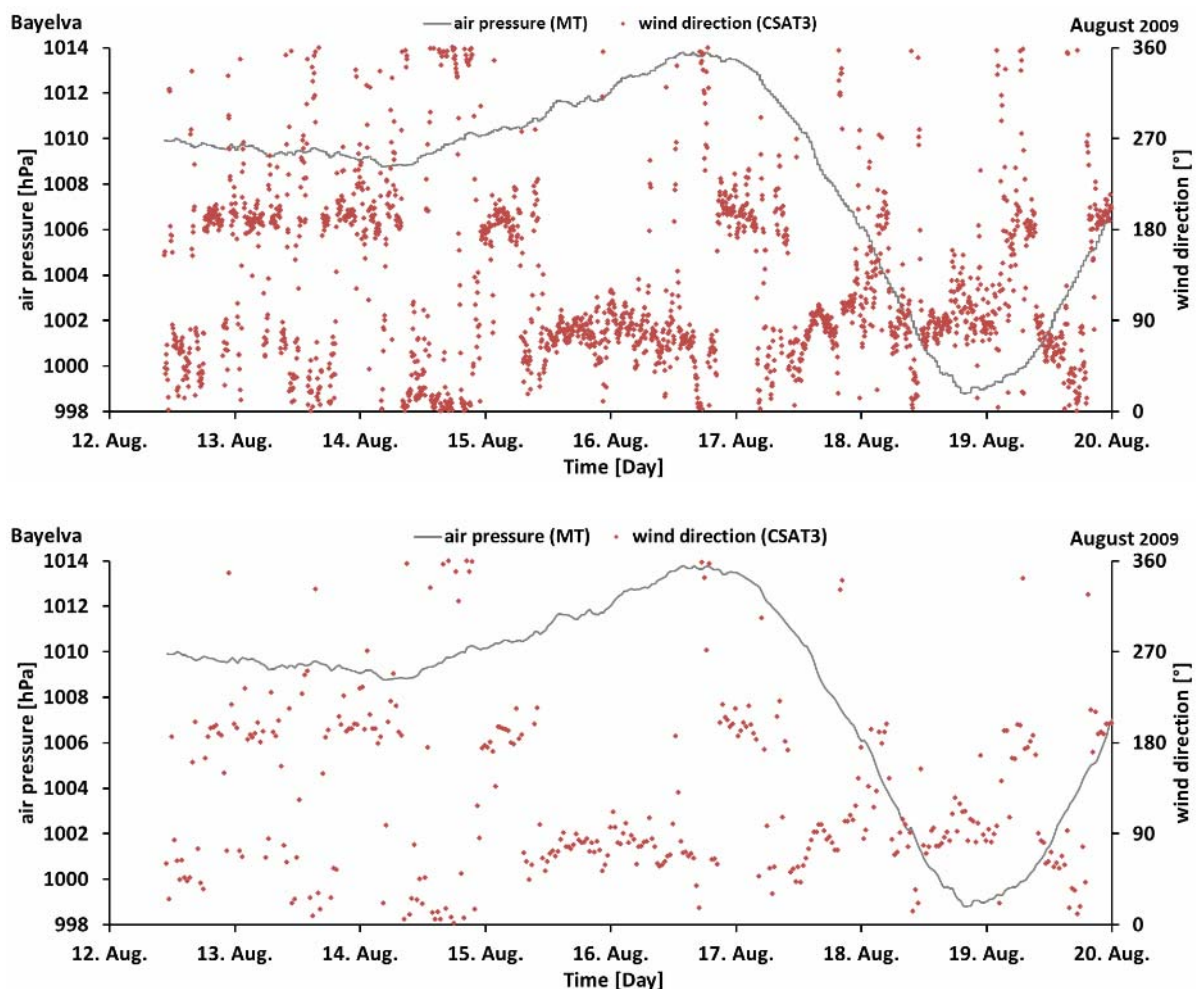 Bayelva air pressure (MT) wind direction (CSAT3) August 2009
1014 360
1012
1010 270
1008
1006 180
1004
1002 90
1000
998 0
air pressure [hPa]
wind direction [°]
12. Aug. 13. Aug. 14. Aug. 15. Aug. 16. Aug. 17. Aug. 18. Aug. 19. Aug. 20. Aug.
Time [Day]
Bayelva air pressure (MT) wind direction (CSAT3) August 2009
1014 360
1012
1010 270
1008
1006 180
1004
1002 90
1000
998 0
air pressure [hPa]
wind direction [°]
12. Aug. 13. Aug. 14. Aug. 15. Aug. 16. Aug. 17. Aug. 18. Aug. 19. Aug. 20. Aug.
Time [Day]